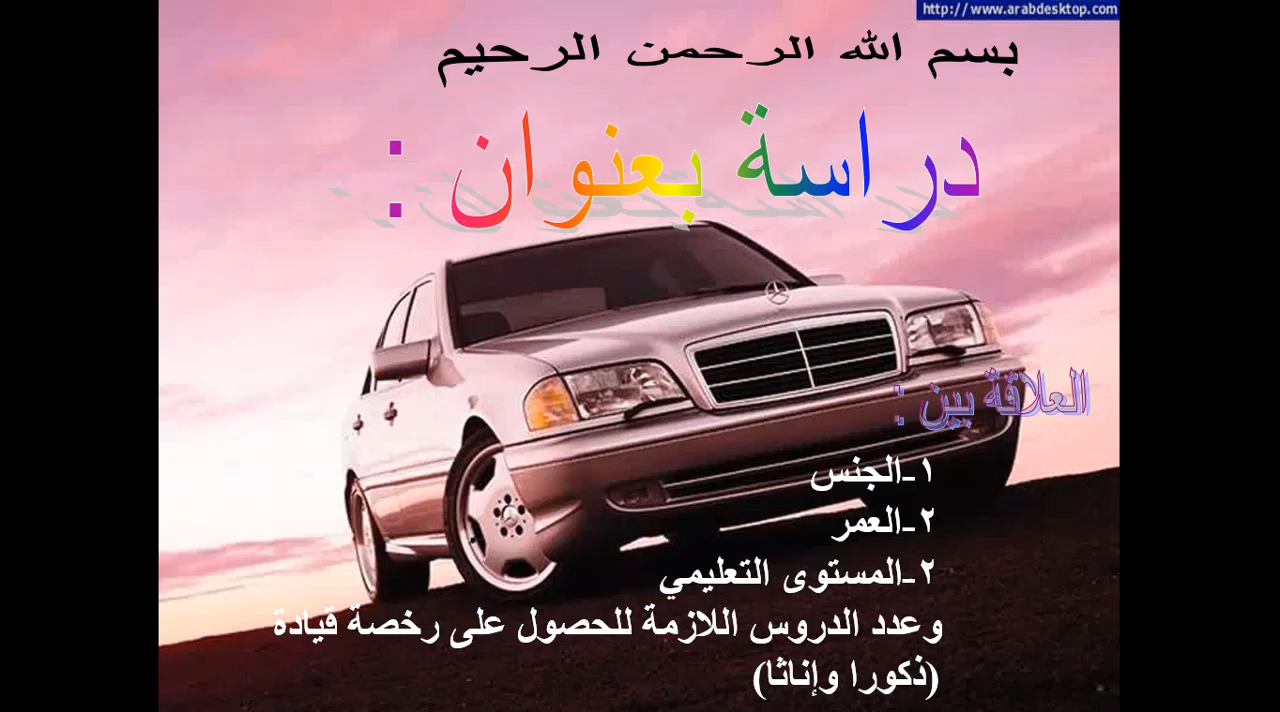 http://www.arabdesktop.com
بسم الله الرحمن الرحيم
دراسة بعنوان :
العلاقة بين :
١-الجنس
٢-العمر
٢-المستوى التعليمي
وعدد الدروس اللازمة للحصول على رخصة قيادة
(ذكورا وإناثا)